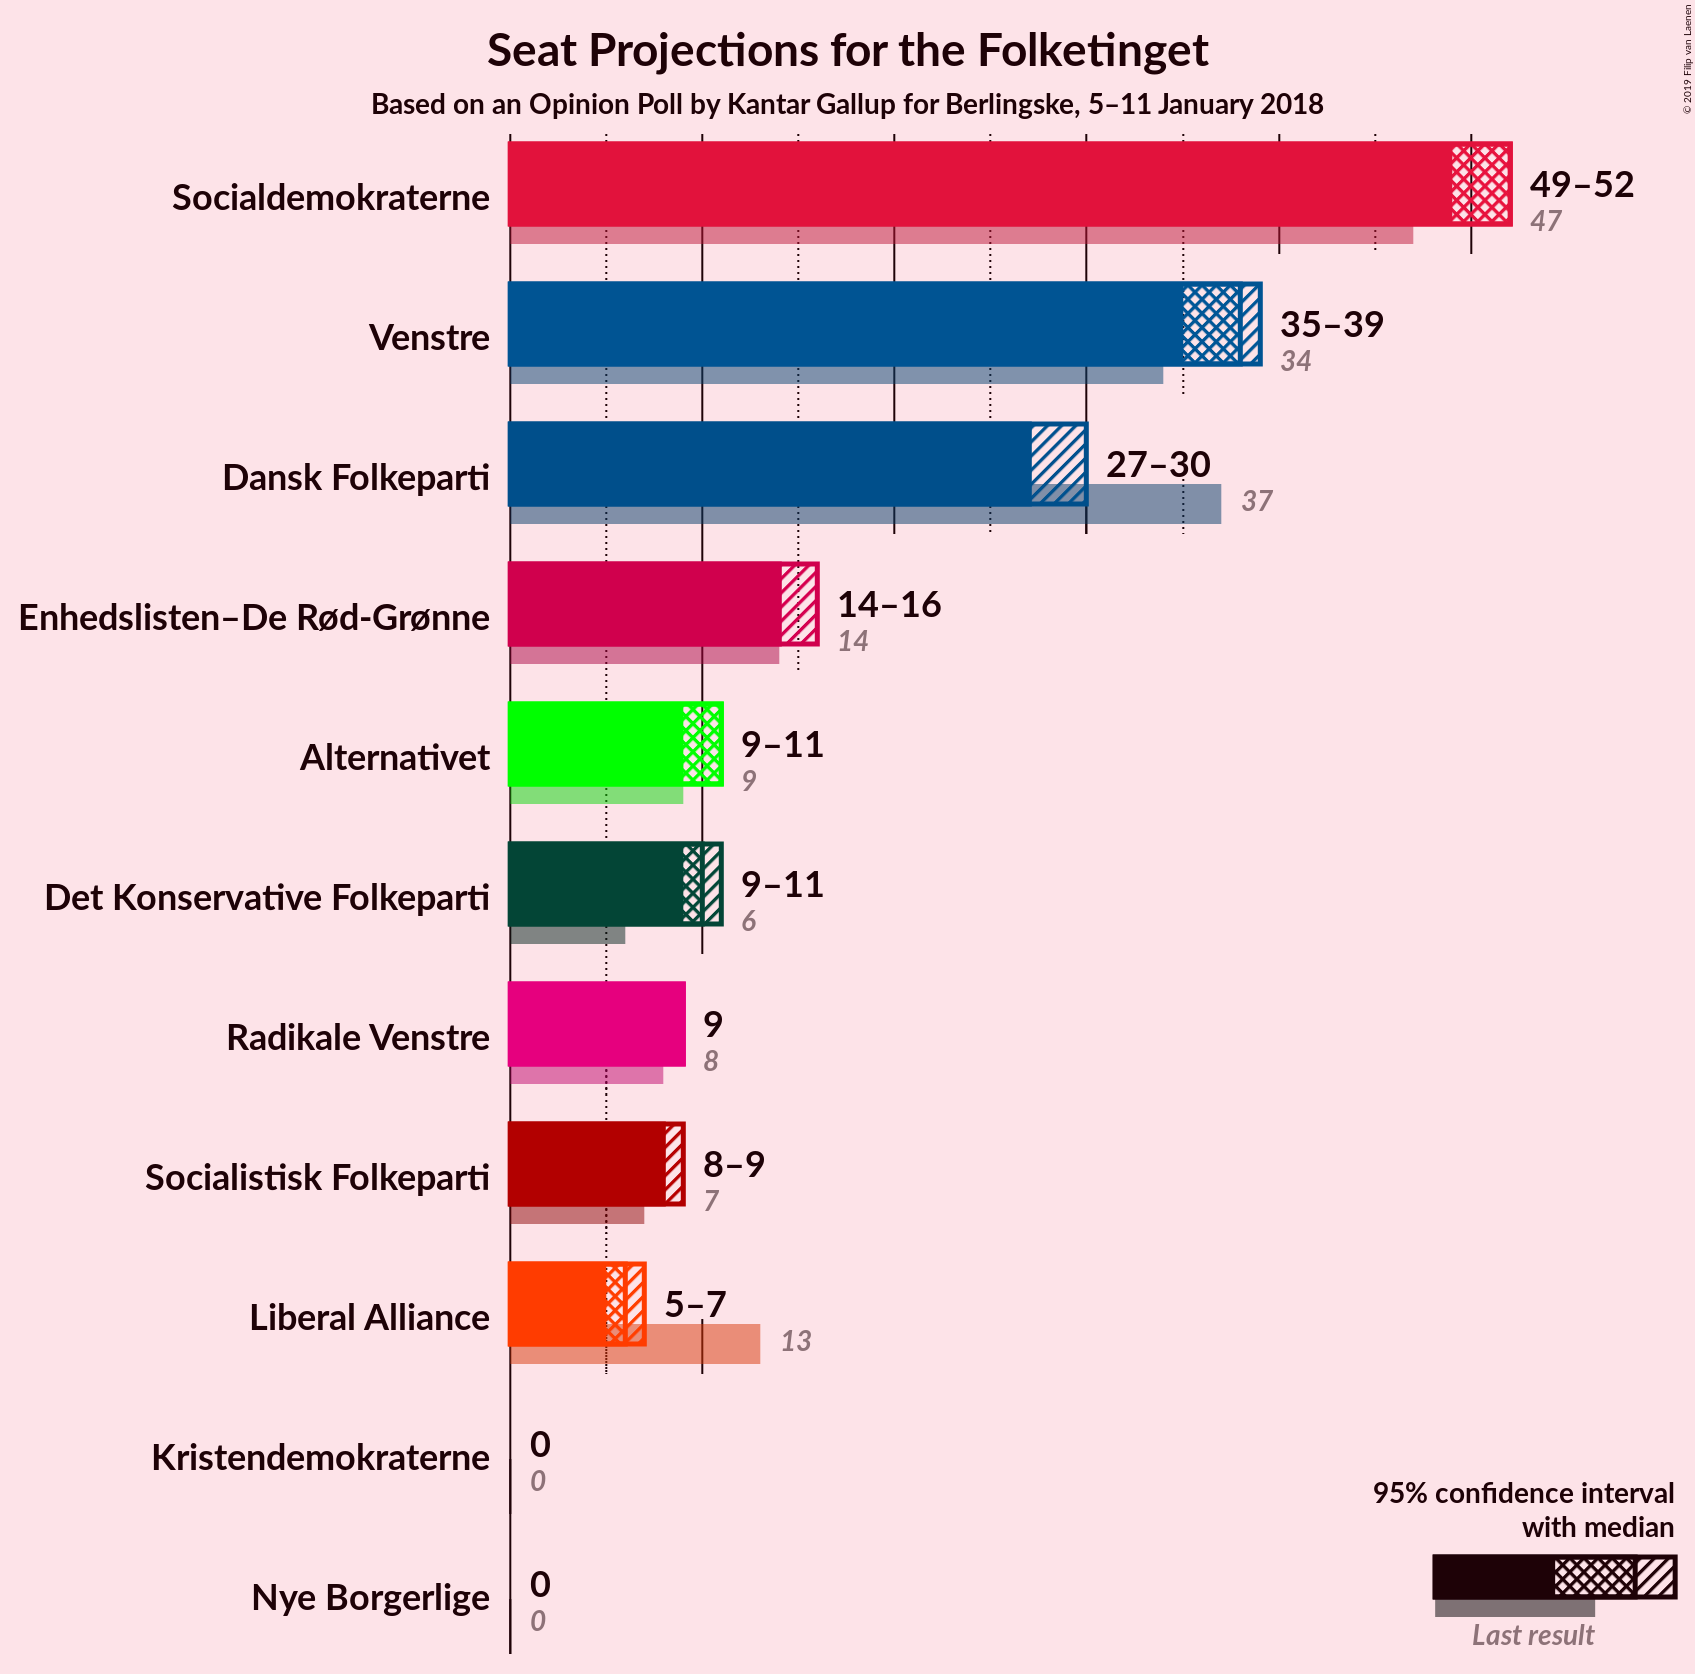 Seat Projections for the Folketinget
Based on an Opinion Poll by Kantar Gallup for Berlingske, 5–11 January 2018
© 2019 Filip van Laenen
Socialdemokraterne
49–52
47
Venstre
35–39
34
Dansk Folkeparti
27–30
37
Enhedslisten–De Rød-Grønne
14–16
14
Alternativet
9–11
9
Det Konservative Folkeparti
9–11
6
Radikale Venstre
9
8
Socialistisk Folkeparti
8–9
7
Liberal Alliance
5–7
13
Kristendemokraterne
0
0
Nye Borgerlige
0
0
95% confidence interval
with median
Last result